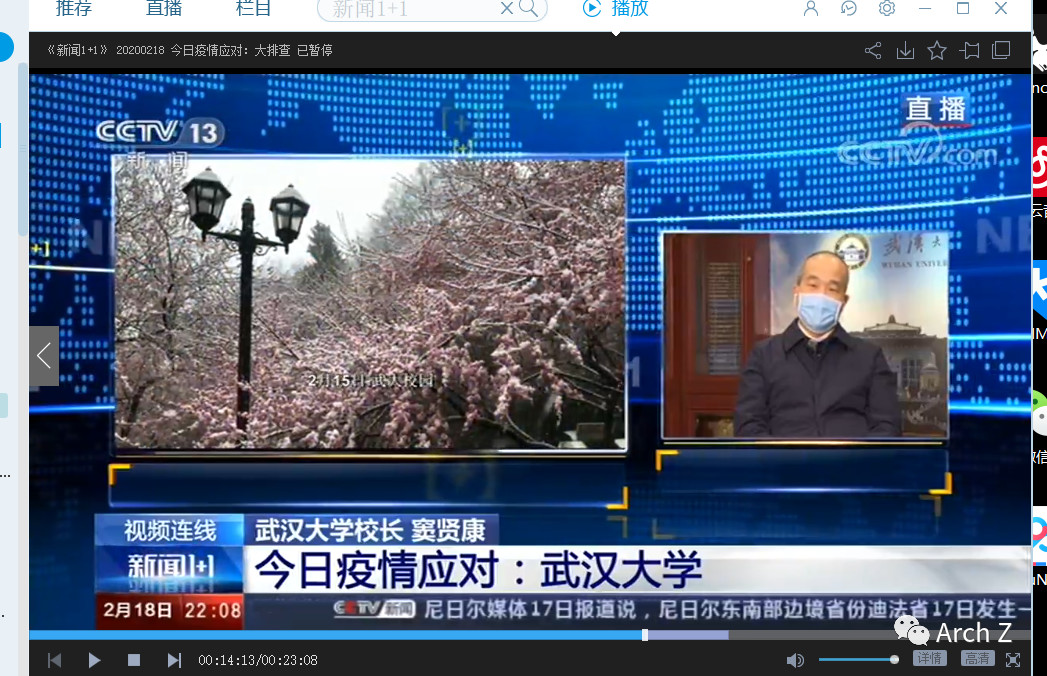 推荐 直播 栏目 新闻1+1 播放
《新闻1+1》 20200218 今日疫情应对：大排查 已暂停
CCTV 13
新 闻
直播
CCTV.com
武漢大
WUHAN UNIVER
+1
2月15日 武大校园
视频连线 武汉大学校长 窦贤康
新闻1+1 今日疫情应对：武汉大学
2月18日 22:08 CCTV新闻 尼日尔媒体17日报道说，尼日尔东南部边境省份迪法省17日发生一
Arch Z
00:14:13/00:23:08 详情 高清